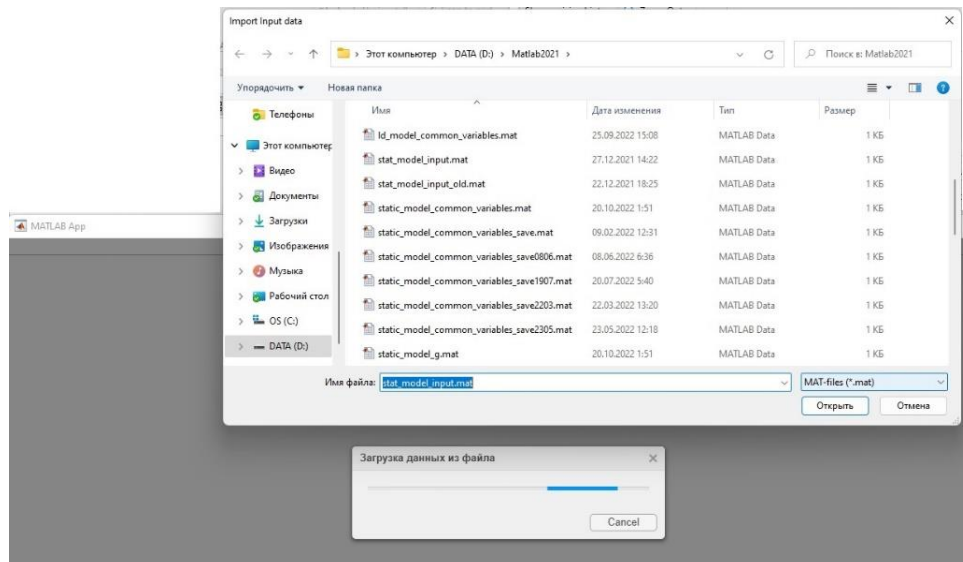 Import Input data
Этот компьютер > DATA (D:) > Matlab2021 >
Поиск в: Matlab2021
Упорядочить
Новая папка
Имя
Дата изменения
Тип
Размер
Телефоны
Этот компьютер
Видео
Документы
Загрузки
Изображения
Музыка
Рабочий стол
OS (C:)
DATA (D:)
ld_model_common_variables.mat 25.09.2022 15:08 MATLAB Data 1 КБ
stat_model_input.mat 27.12.2021 14:22 MATLAB Data 1 КБ
stat_model_input_old.mat 22.12.2021 18:25 MATLAB Data 1 КБ
static_model_common_variables.mat 20.10.2022 1:51 MATLAB Data 1 КБ
static_model_common_variables_save.mat 09.02.2022 12:31 MATLAB Data 1 КБ
static_model_common_variables_save0806.mat 08.06.2022 6:36 MATLAB Data 1 КБ
static_model_common_variables_save1907.mat 20.07.2022 5:40 MATLAB Data 1 КБ
static_model_common_variables_save2203.mat 22.03.2022 13:20 MATLAB Data 1 КБ
static_model_common_variables_save2305.mat 23.05.2022 12:18 MATLAB Data 1 КБ
static_model_g.mat 20.10.2022 1:51 MATLAB Data 1 КБ
Имя файла: stat_model_input.mat
MAT-files (*.mat)
Открыть
Отмена
MATLAB App
Загрузка данных из файла
Cancel